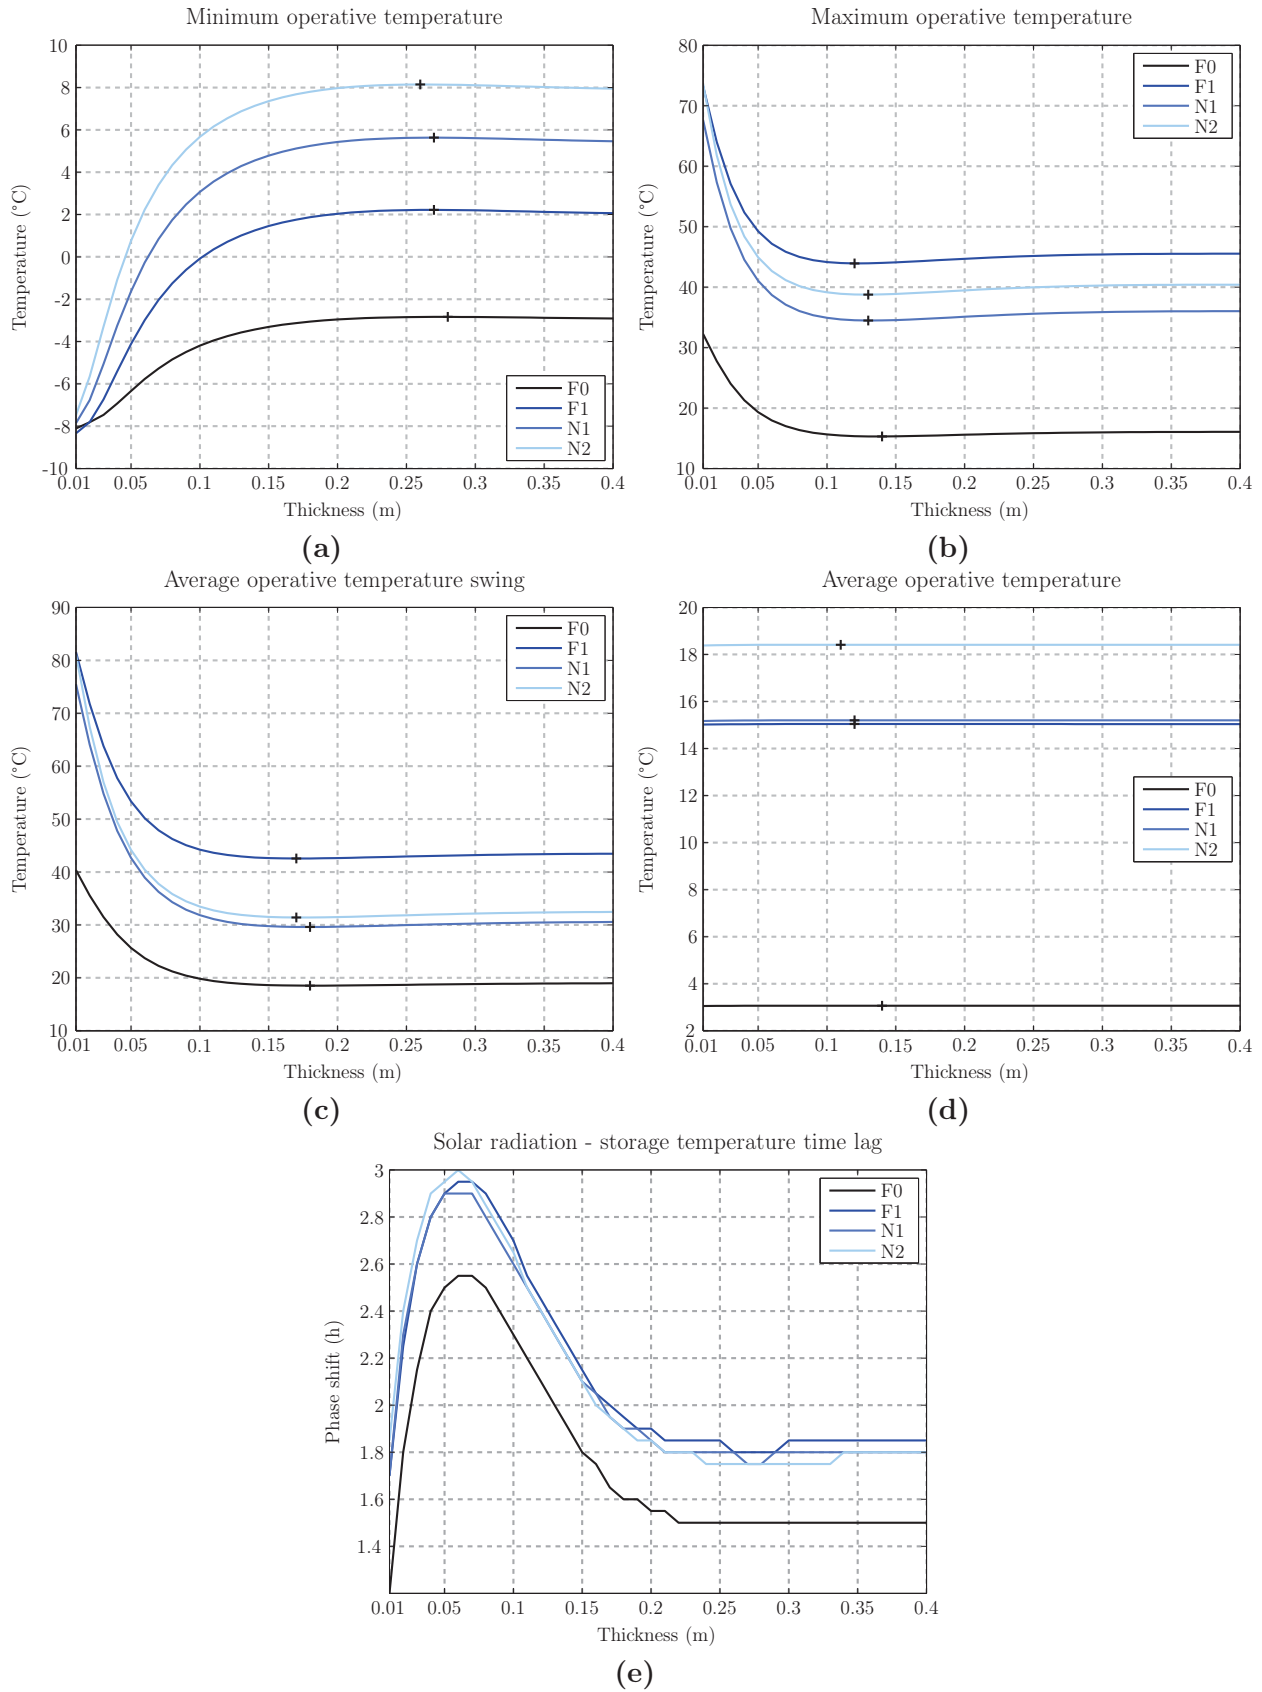 Minimum operative temperature
Temperature (°C)
10
8
6
4
2
0
-2
-4
-6
-8
-10
0.01 0.05 0.1 0.15 0.2 0.25 0.3 0.35 0.4
Thickness (m)
F0
F1
N1
N2
(a)
Maximum operative temperature
Temperature (°C)
80
70
60
50
40
30
20
10
0.01 0.05 0.1 0.15 0.2 0.25 0.3 0.35 0.4
Thickness (m)
F0
F1
N1
N2
(b)
Average operative temperature swing
Temperature (°C)
90
80
70
60
50
40
30
20
10
0.01 0.05 0.1 0.15 0.2 0.25 0.3 0.35 0.4
Thickness (m)
F0
F1
N1
N2
(c)
Average operative temperature
Temperature (°C)
20
18
16
14
12
10
8
6
4
2
0.01 0.05 0.1 0.15 0.2 0.25 0.3 0.35 0.4
Thickness (m)
F0
F1
N1
N2
(d)
Solar radiation - storage temperature time lag
Phase shift (h)
3
2.8
2.6
2.4
2.2
2
1.8
1.6
1.4
0.01 0.05 0.1 0.15 0.2 0.25 0.3 0.35 0.4
Thickness (m)
F0
F1
N1
N2
(e)